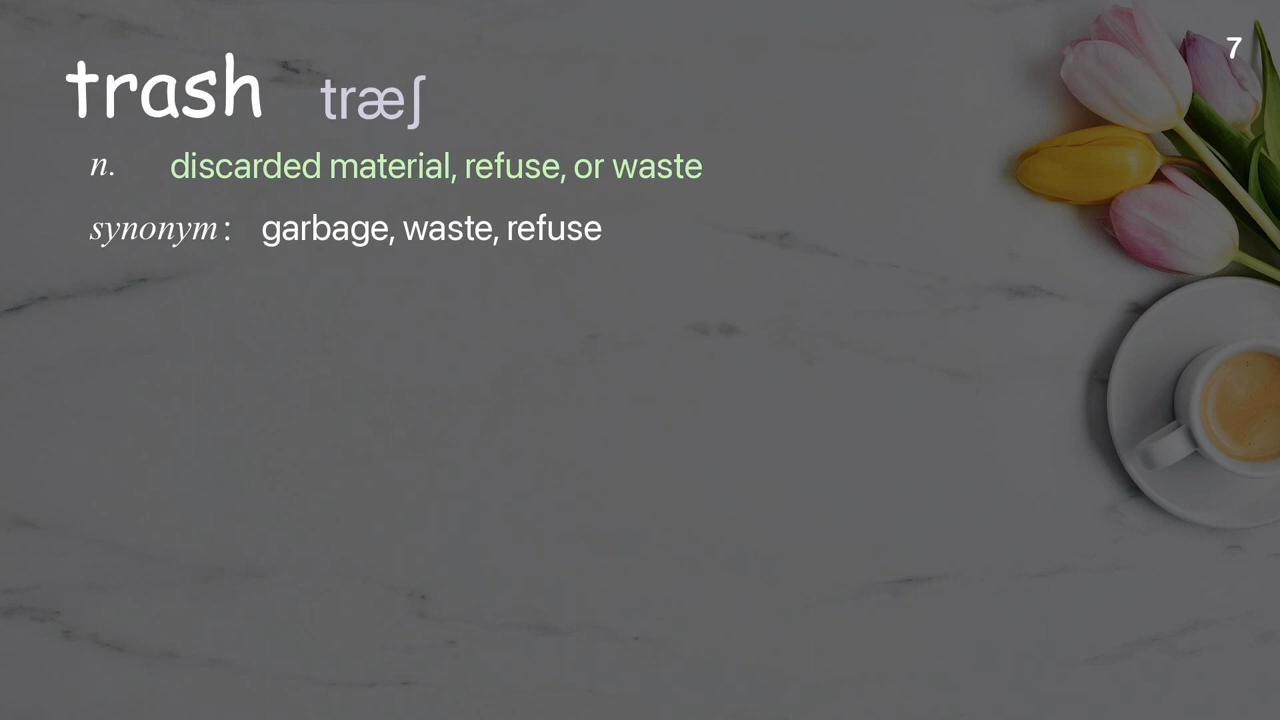 7
trash træʃ
n. discarded material, refuse, or waste
synonym: garbage, waste, refuse